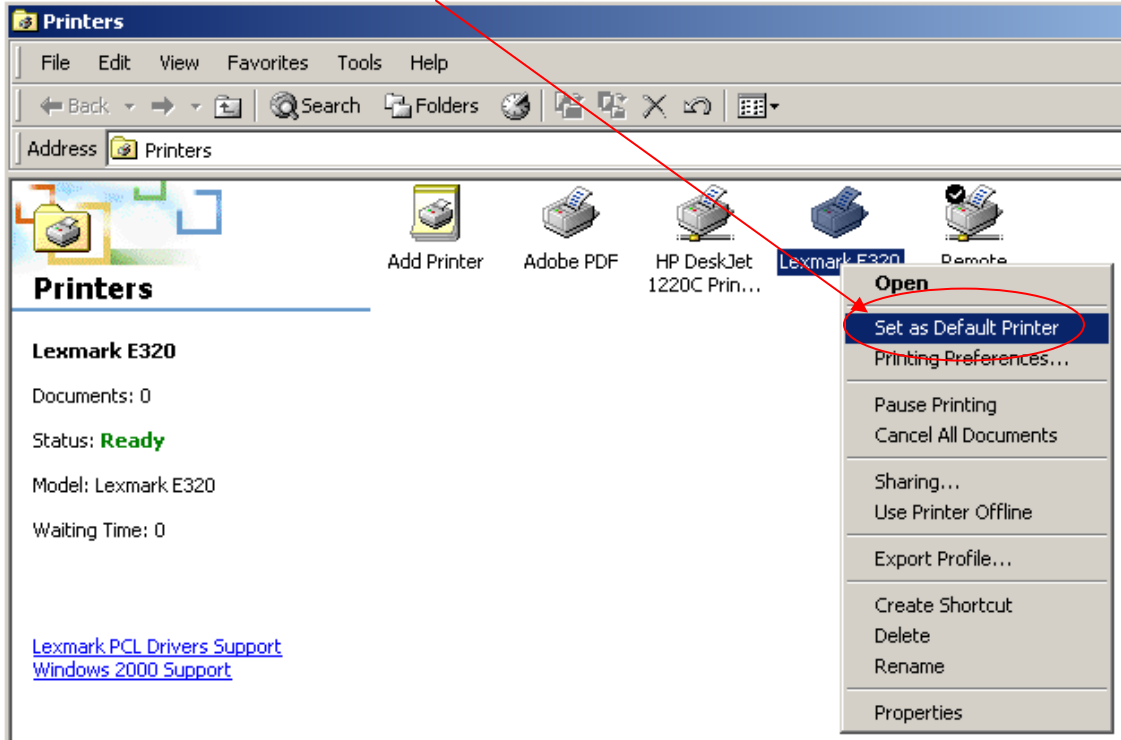 Printers
File Edit View Favorites Tools Help
Back Search Folders
Address Printers
Add Printer Adobe PDF HP DeskJet 1220C Prin... Lexmark E320 Remote
Printers
Lexmark E320
Documents: 0
Status: Ready
Model: Lexmark E320
Waiting Time: 0
Lexmark PCL Drivers Support
Windows 2000 Support
Open
Set as Default Printer
Printing Preferences...
Pause Printing
Cancel All Documents
Sharing...
Use Printer Offline
Export Profile...
Create Shortcut
Delete
Rename
Properties